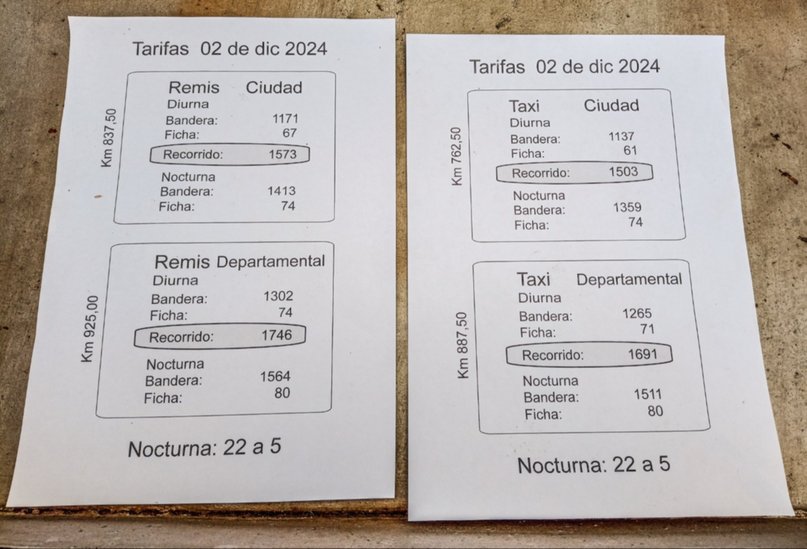 Tarifas 02 de dic 2024
Km 837,50
Remis Ciudad
Diurna
Bandera: 1171
Ficha: 67
Recorrido: 1573
Nocturna
Bandera: 1413
Ficha: 74
Km 925,00
Remis Departamental
Diurna
Bandera: 1302
Ficha: 74
Recorrido: 1746
Nocturna
Bandera: 1564
Ficha: 80
Nocturna: 22 a 5
Tarifas 02 de dic 2024
Km 762,50
Taxi Ciudad
Diurna
Bandera: 1137
Ficha: 61
Recorrido: 1503
Nocturna
Bandera: 1359
Ficha: 74
Km 887,50
Taxi Departamental
Diurna
Bandera: 1265
Ficha: 71
Recorrido: 1691
Nocturna
Bandera: 1511
Ficha: 80
Nocturna: 22 a 5